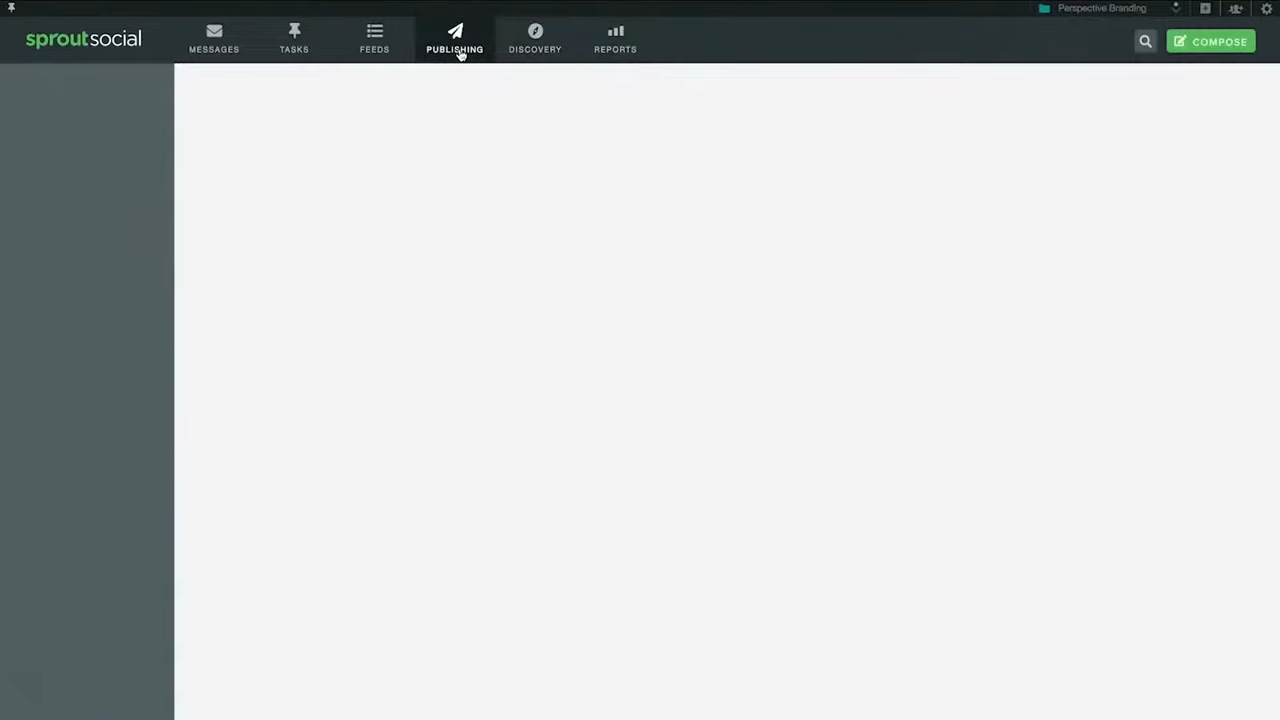 Perspective Branding
sproutsocial
MESSAGES
TASKS
FEEDS
PUBLISHING
DISCOVERY
REPORTS
COMPOSE